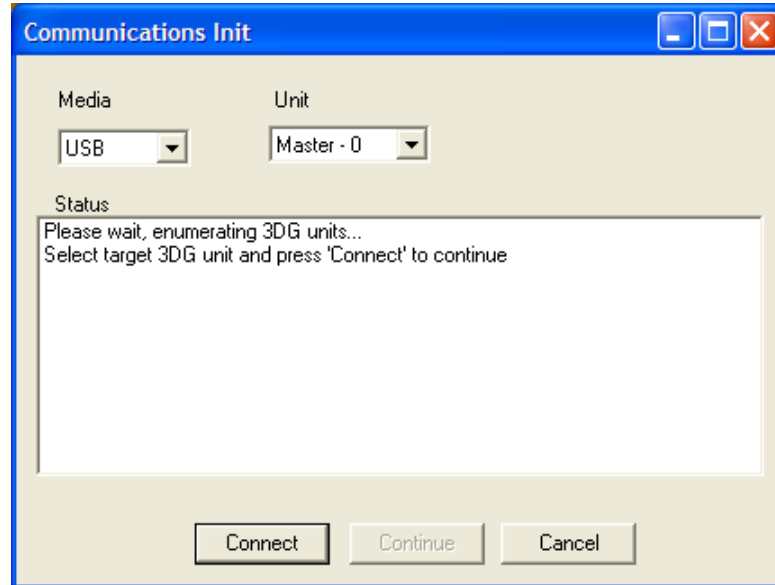 Communications Init
Media Unit
USB Master - 0
Status
Please wait, enumerating 3DG units...
Select target 3DG unit and press 'Connect' to continue
Connect Continue Cancel